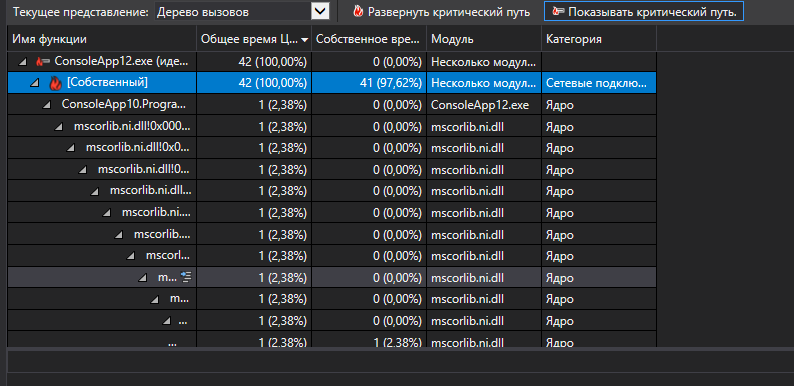 Текущее представление: Дерево вызовов Развернуть критический путь Показывать критический путь.
Имя функции Общее время Ц... Собственное вре... Модуль Категория
ConsoleApp12.exe (иде... 42 (100,00%) 0 (0,00%) Несколько модул...
[Собственный] 42 (100,00%) 41 (97,62%) Несколько модул... Сетевые подклю...
ConsoleApp10.Progra... 1 (2,38%) 0 (0,00%) ConsoleApp12.exe Ядро
mscorlib.ni.dll!0x000... 1 (2,38%) 0 (0,00%) mscorlib.ni.dll Ядро
mscorlib.ni.dll!0x0... 1 (2,38%) 0 (0,00%) mscorlib.ni.dll Ядро
mscorlib.ni.dll!0... 1 (2,38%) 0 (0,00%) mscorlib.ni.dll Ядро
mscorlib.ni.dll... 1 (2,38%) 0 (0,00%) mscorlib.ni.dll Ядро
mscorlib.ni.... 1 (2,38%) 0 (0,00%) mscorlib.ni.dll Ядро
mscorlib.... 1 (2,38%) 0 (0,00%) mscorlib.ni.dll Ядро
mscorl... 1 (2,38%) 0 (0,00%) mscorlib.ni.dll Ядро
m... 1 (2,38%) 0 (0,00%) mscorlib.ni.dll Ядро
m... 1 (2,38%) 0 (0,00%) mscorlib.ni.dll Ядро
... 1 (2,38%) 0 (0,00%) mscorlib.ni.dll Ядро
... 1 (2,38%) 1 (2,38%) mscorlib.ni.dll Ядро